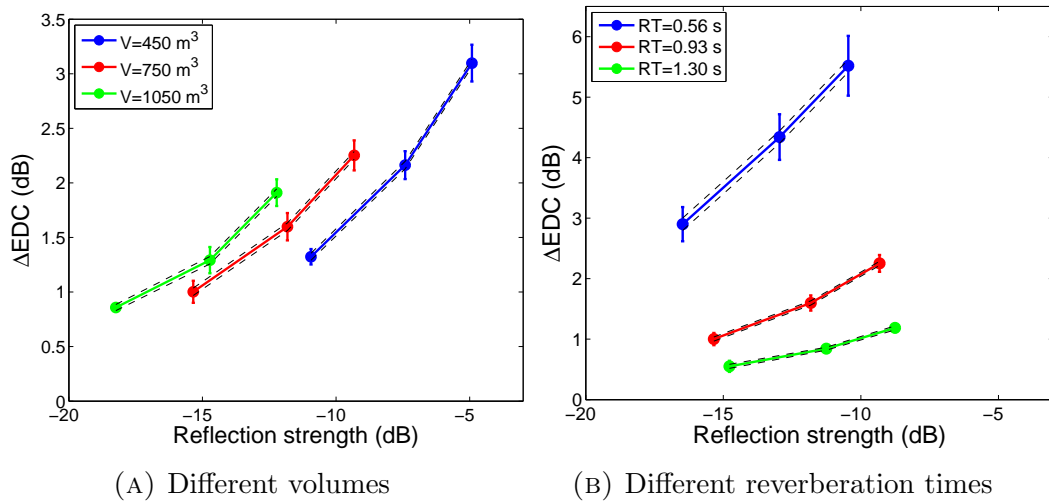 3.5
3
2.5
2
1.5
1
0.5
0
−20
−15
−10
−5
ΔEDC (dB)
Reflection strength (dB)
V=450 m³
V=750 m³
V=1050 m³
(A) Different volumes
6
5
4
3
2
1
0
−20
−15
−10
−5
ΔEDC (dB)
Reflection strength (dB)
RT=0.56 s
RT=0.93 s
RT=1.30 s
(B) Different reverberation times